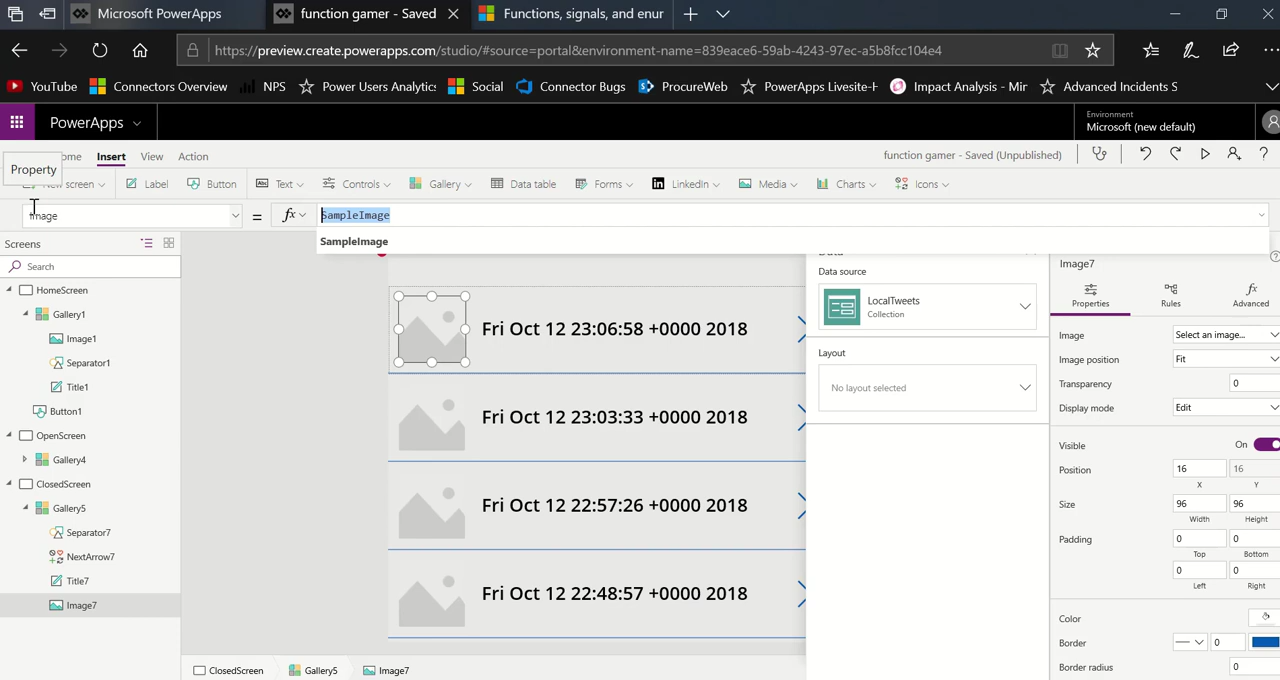 Microsoft PowerApps
function gamer - Saved
Functions, signals, and enur
https://preview.create.powerapps.com/studio/#source=portal&environment-name=839eace6-59ab-4243-97ec-a5b8fcc104e4
YouTube
Connectors Overview
NPS
Power Users Analytics
Social
Connector Bugs
ProcureWeb
PowerApps Livesite-H
Impact Analysis - Mir
Advanced Incidents S
PowerApps
Environment
Microsoft (new default)
Home
Insert
View
Action
function gamer - Saved (Unpublished)
Property
New screen
Label
Button
Text
Controls
Gallery
Data table
Forms
LinkedIn
Media
Charts
Icons
Image
=
fx
SampleImage
SampleImage
Screens
Search
HomeScreen
Gallery1
Image1
Separator1
Title1
Button1
OpenScreen
Gallery4
ClosedScreen
Gallery5
Separator7
NextArrow7
Title7
Image7
Fri Oct 12 23:06:58 +0000 2018
Fri Oct 12 23:03:33 +0000 2018
Fri Oct 12 22:57:26 +0000 2018
Fri Oct 12 22:48:57 +0000 2018
ClosedScreen
Gallery5
Image7
Data
Data source
LocalTweets
Collection
Layout
No layout selected
Image7
Properties
Rules
fx
Advanced
Image
Select an image...
Image position
Fit
Transparency
0
Display mode
Edit
Visible
On
Position
16
16
X
Y
Size
96
96
Width
Height
Padding
0
0
Top
Bottom
0
0
Left
Right
Color
Border
0
Border radius
0